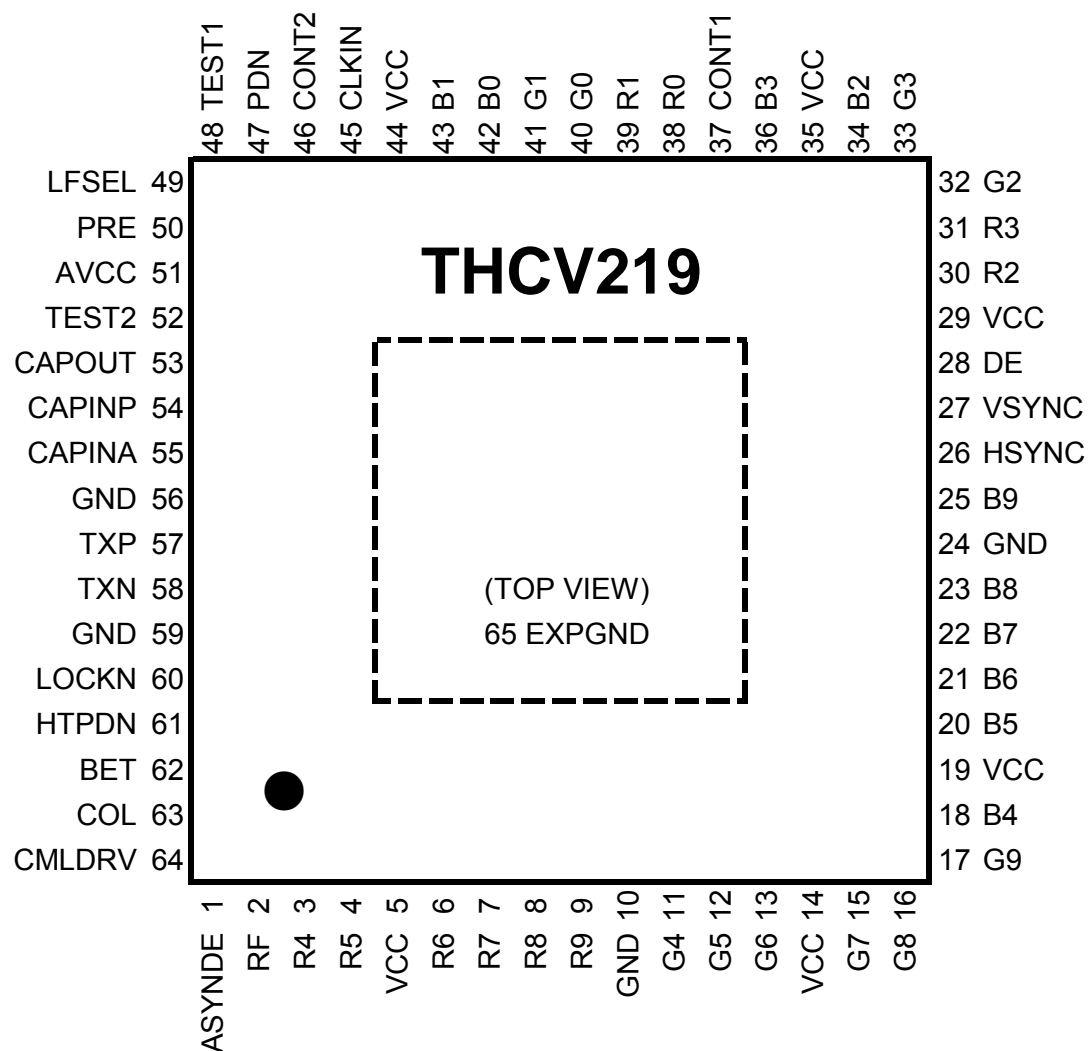 48 TEST1
47 PDN
46 CONT2
45 CLKIN
44 VCC
43 B1
42 B0
41 G1
40 G0
39 R1
38 R0
37 CONT1
36 B3
35 VCC
34 B2
33 G3
LFSEL 49
PRE 50
AVCC 51
TEST2 52
CAPOUT 53
CAPINP 54
CAPINA 55
GND 56
TXP 57
TXN 58
GND 59
LOCKN 60
HTPDN 61
BET 62
COL 63
CMLDRV 64
THCV219
(TOP VIEW)
65 EXPGND
32 G2
31 R3
30 R2
29 VCC
28 DE
27 VSYNC
26 HSYNC
25 B9
24 GND
23 B8
22 B7
21 B6
20 B5
19 VCC
18 B4
17 G9
ASYNDE 1
RF 2
R4 3
R5 4
VCC 5
R6 6
R7 7
R8 8
R9 9
GND 10
G4 11
G5 12
G6 13
VCC 14
G7 15
G8 16